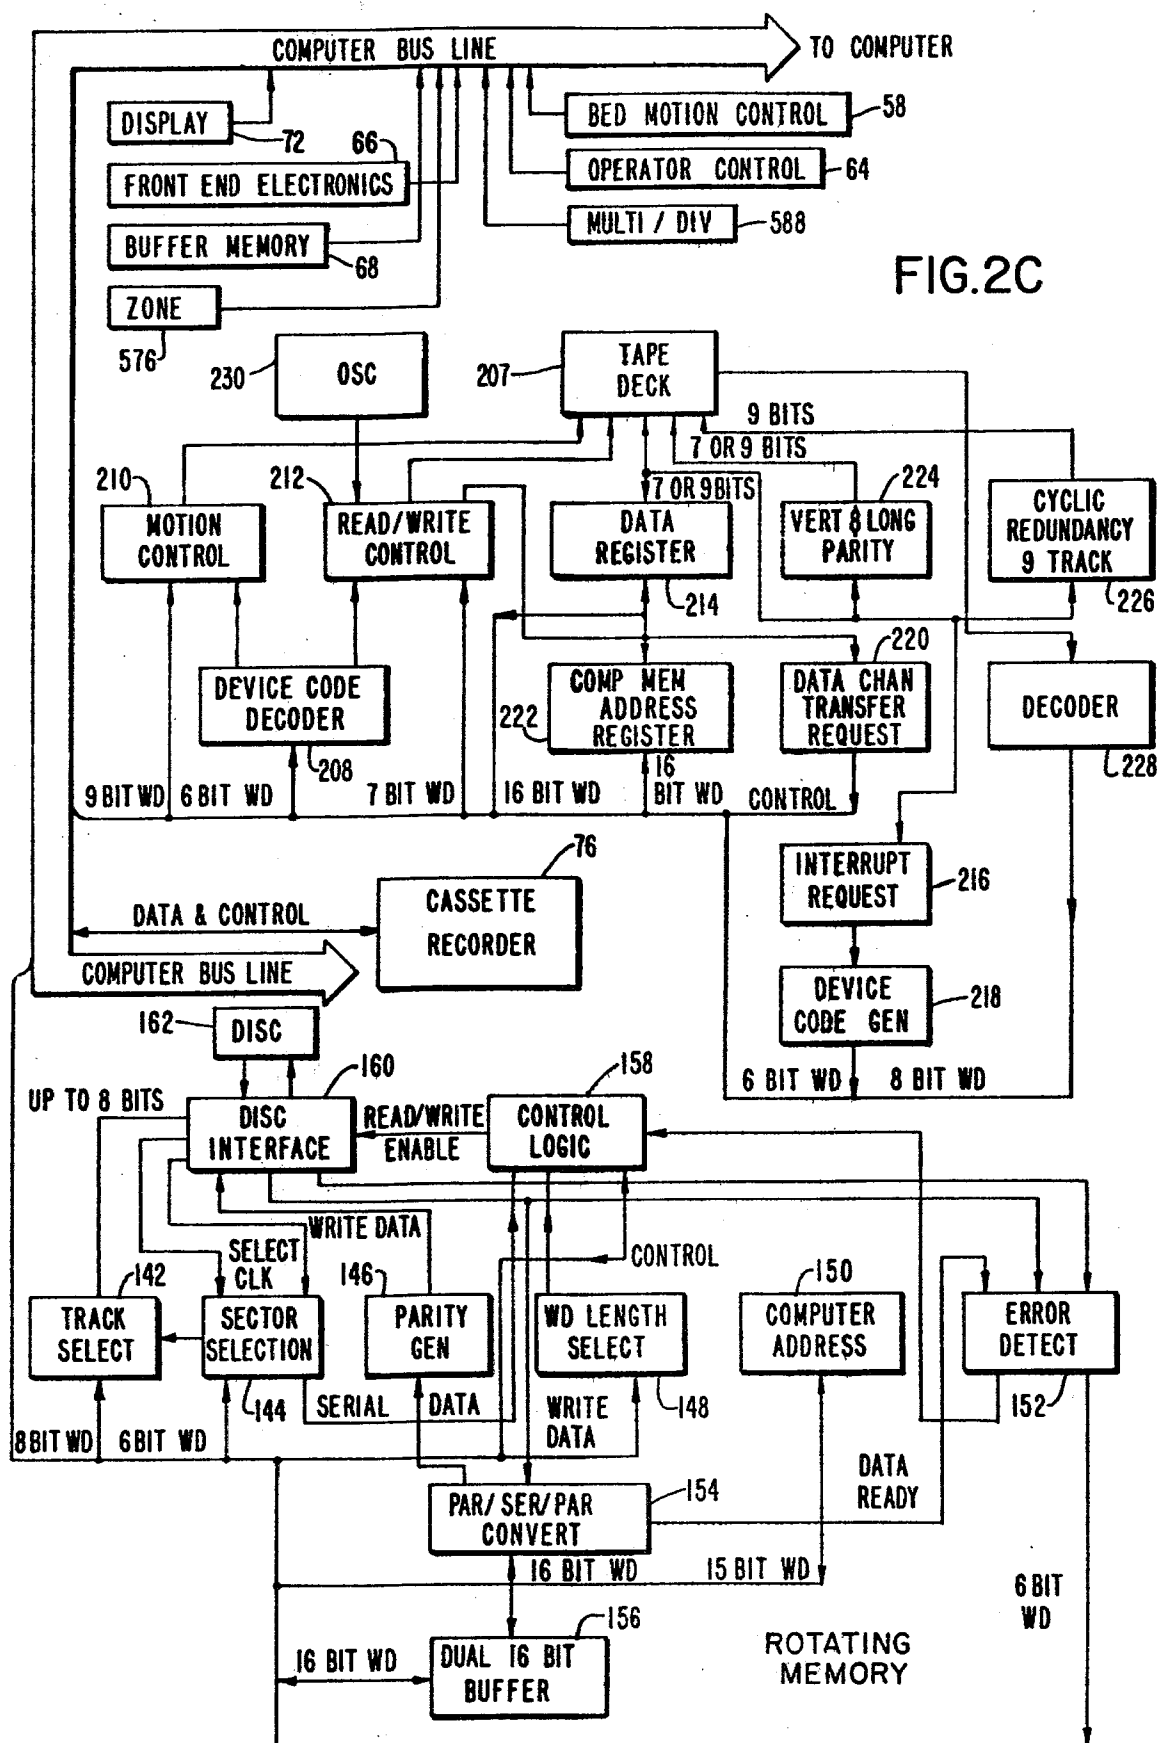 COMPUTER BUS LINE
TO COMPUTER
DISPLAY
72
BED MOTION CONTROL
58
66
FRONT END ELECTRONICS
OPERATOR CONTROL
64
BUFFER MEMORY
68
MULTI / DIV
588
FIG.2C
ZONE
576
230
OSC
207
TAPE
DECK
9 BITS
7 OR 9 BITS
7 OR 9 BITS
210
MOTION
CONTROL
212
READ/WRITE
CONTROL
DATA
REGISTER
214
224
VERT & LONG
PARITY
CYCLIC
REDUNDANCY
9 TRACK
226
DEVICE CODE
DECODER
208
222
COMP MEM
ADDRESS
REGISTER
220
DATA CHAN
TRANSFER
REQUEST
DECODER
228
9 BIT WD
6 BIT WD
7 BIT WD
16 BIT WD
16
BIT WD
CONTROL
76
CASSETTE
RECORDER
DATA & CONTROL
COMPUTER BUS LINE
INTERRUPT
REQUEST
216
DEVICE
CODE GEN
218
6 BIT WD
8 BIT WD
162
DISC
160
DISC
INTERFACE
UP TO 8 BITS
READ/WRITE
ENABLE
158
CONTROL
LOGIC
WRITE DATA
SELECT
CLK
CONTROL
142
TRACK
SELECT
SECTOR
SELECTION
144
146
PARITY
GEN
WD LENGTH
SELECT
148
150
COMPUTER
ADDRESS
ERROR
DETECT
152
SERIAL DATA
WRITE
DATA
8 BIT WD
6 BIT WD
DATA
READY
PAR/SER/PAR
CONVERT
154
16 BIT WD
15 BIT WD
6 BIT
WD
156
DUAL 16 BIT
BUFFER
16 BIT WD
ROTATING
MEMORY